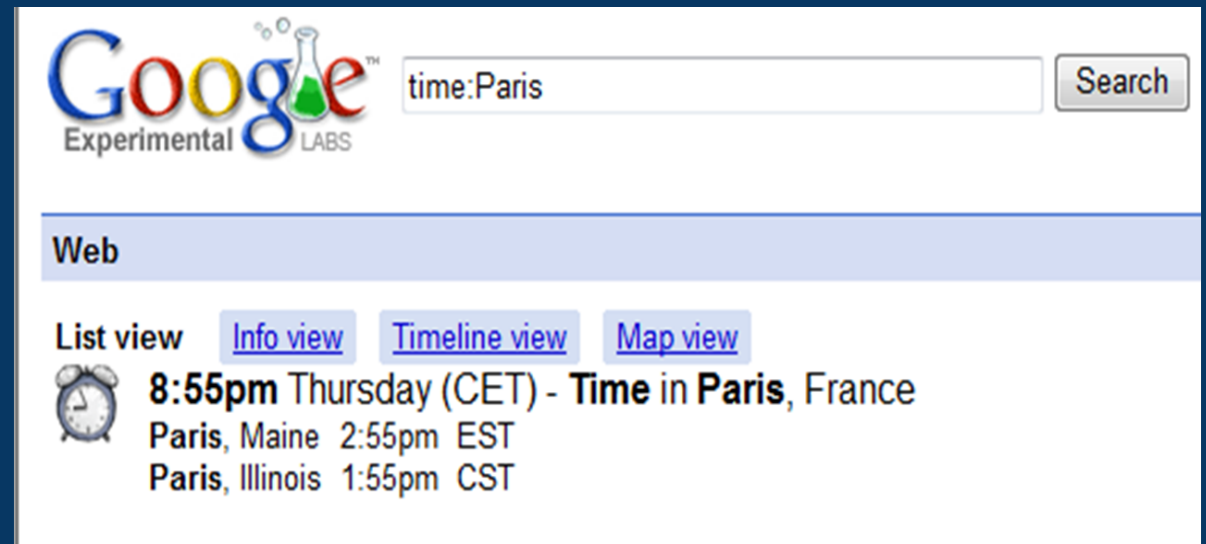 Google™
Experimental LABS
time:Paris
Search
Web
List view Info view Timeline view Map view
8:55pm Thursday (CET) - Time in Paris, France
Paris, Maine 2:55pm EST
Paris, Illinois 1:55pm CST